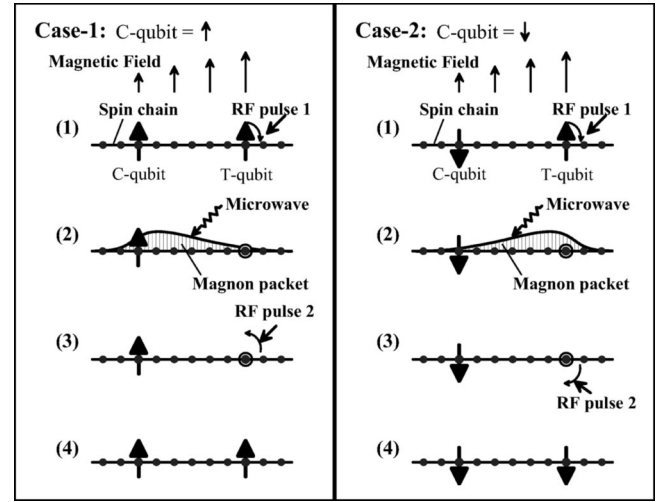 Case-1: C-qubit = ↑
Magnetic Field
Spin chain
RF pulse 1
(1)
C-qubit
T-qubit
Microwave
(2)
Magnon packet
RF pulse 2
(3)
(4)
Case-2: C-qubit = ↓
Magnetic Field
Spin chain
RF pulse 1
(1)
C-qubit
T-qubit
Microwave
(2)
Magnon packet
(3)
RF pulse 2
(4)